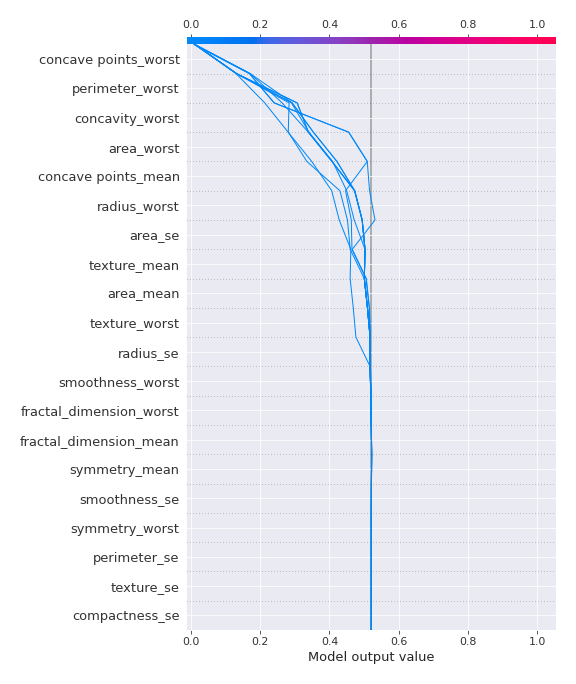 0.0 0.2 0.4 0.6 0.8 1.0
concave points_worst
perimeter_worst
concavity_worst
area_worst
concave points_mean
radius_worst
area_se
texture_mean
area_mean
texture_worst
radius_se
smoothness_worst
fractal_dimension_worst
fractal_dimension_mean
symmetry_mean
smoothness_se
symmetry_worst
perimeter_se
texture_se
compactness_se
0.0 0.2 0.4 0.6 0.8 1.0
Model output value